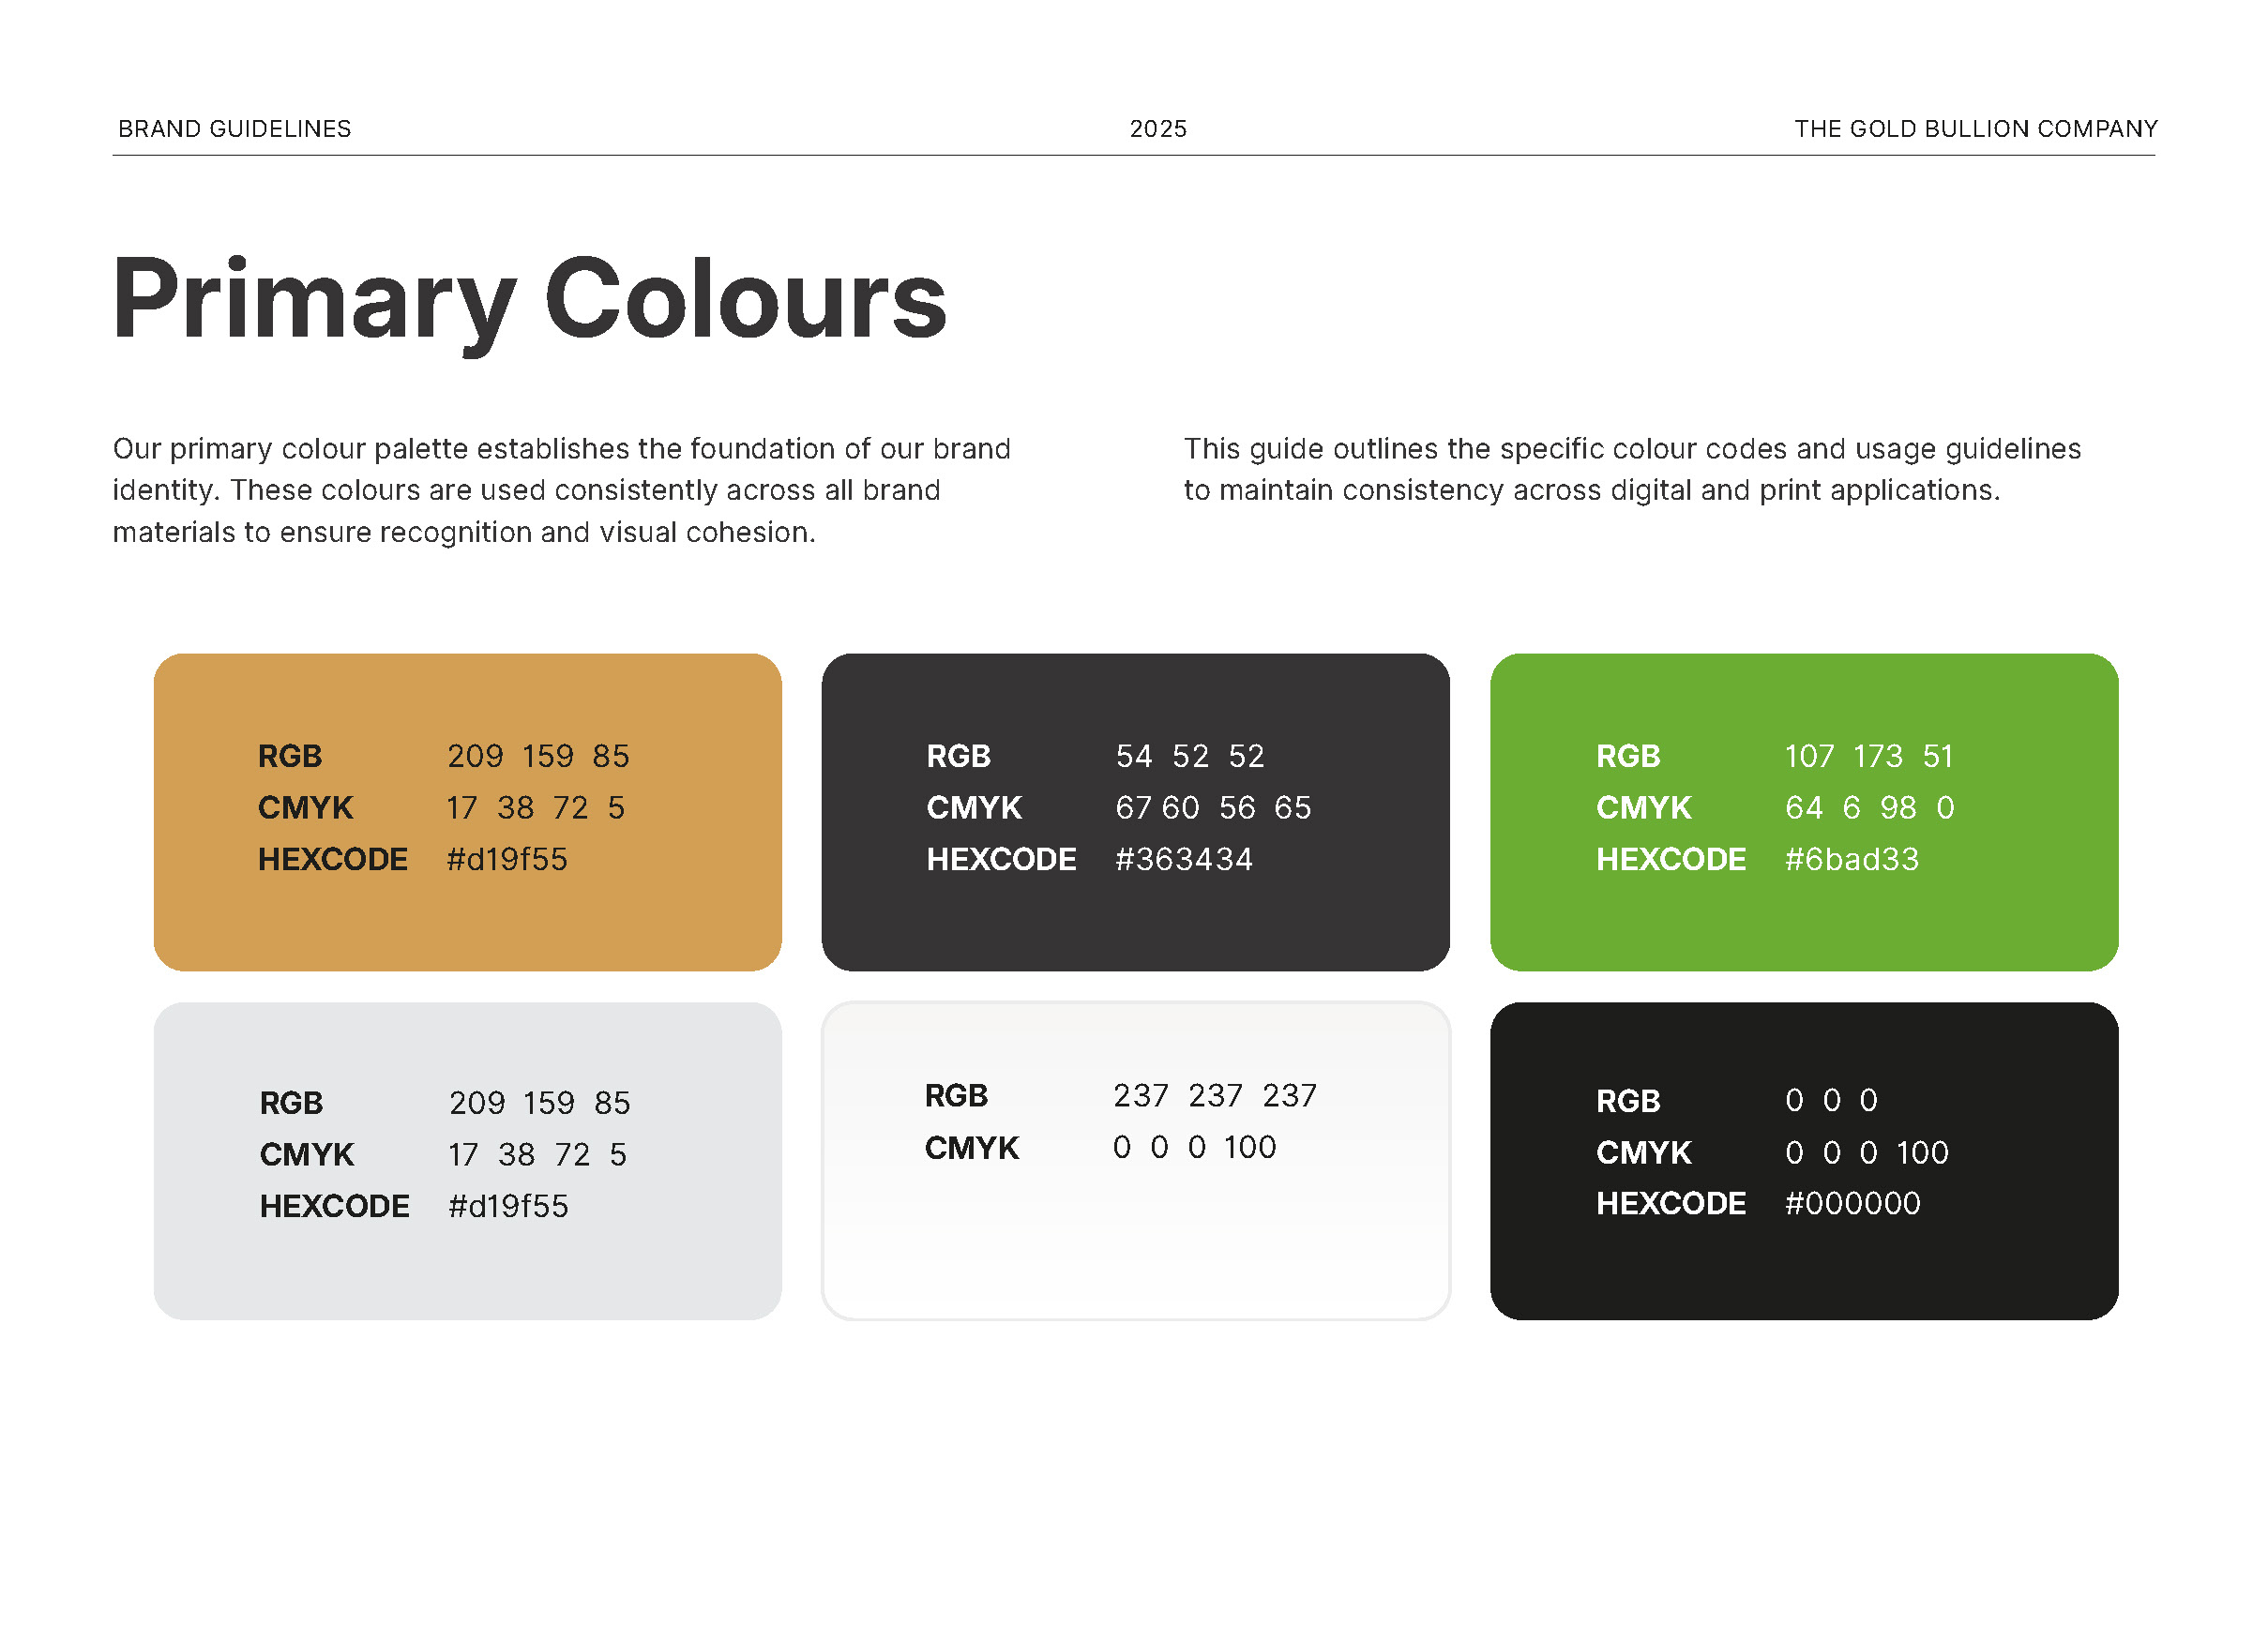 BRAND GUIDELINES
2025
THE GOLD BULLION COMPANY
Primary Colours
Our primary colour palette establishes the foundation of our brand
identity. These colours are used consistently across all brand
materials to ensure recognition and visual cohesion.
This guide outlines the specific colour codes and usage guidelines
to maintain consistency across digital and print applications.
RGB 209 159 85
CMYK 17 38 72 5
HEXCODE #d19f55
RGB 54 52 52
CMYK 67 60 56 65
HEXCODE #363434
RGB 107 173 51
CMYK 64 6 98 0
HEXCODE #6bad33
RGB 209 159 85
CMYK 17 38 72 5
HEXCODE #d19f55
RGB 237 237 237
CMYK 0 0 0 100
RGB 0 0 0
CMYK 0 0 0 100
HEXCODE #000000